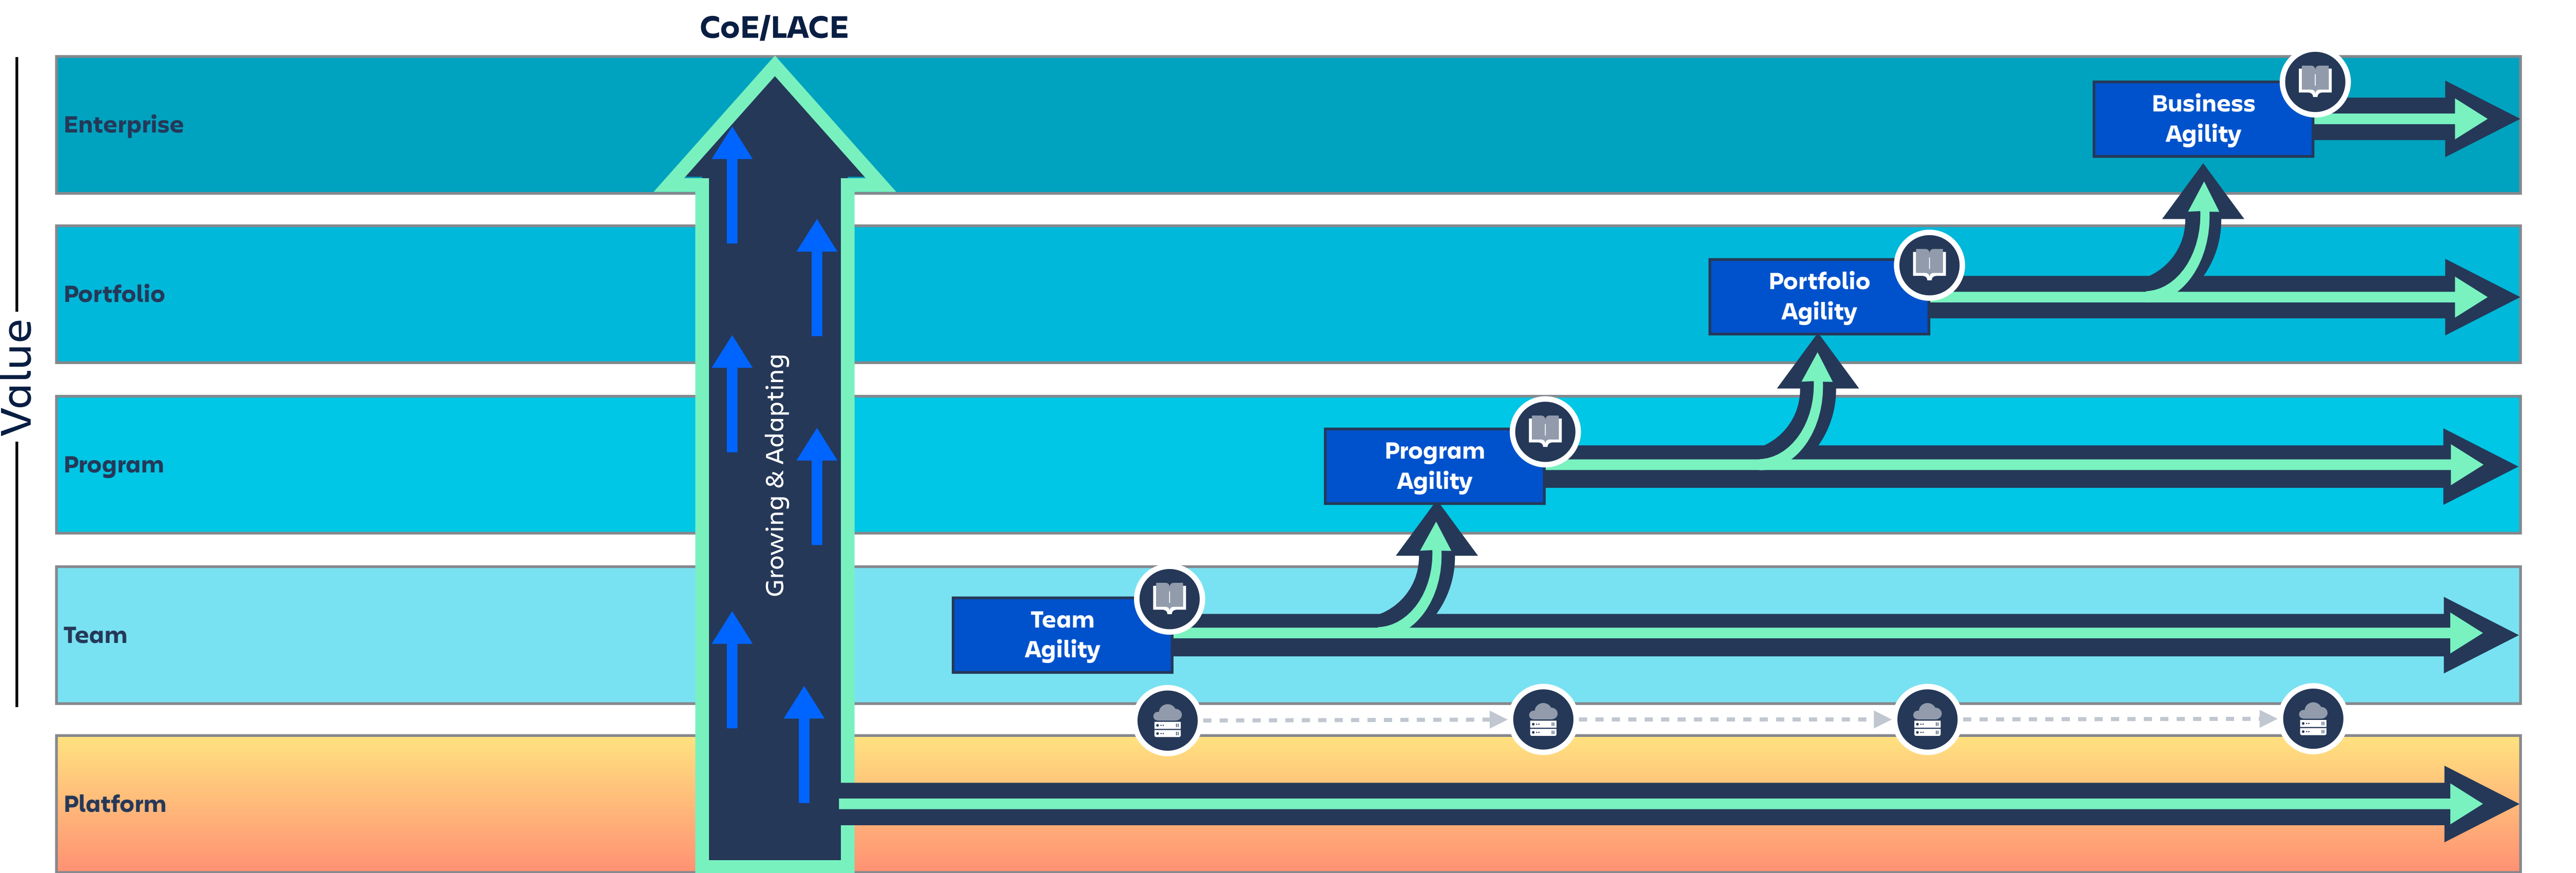 CoE/LACE
Enterprise
Business
Agility
Portfolio
Portfolio
Agility
Value
Growing & Adapting
Program
Program
Agility
Team
Team
Agility
Platform